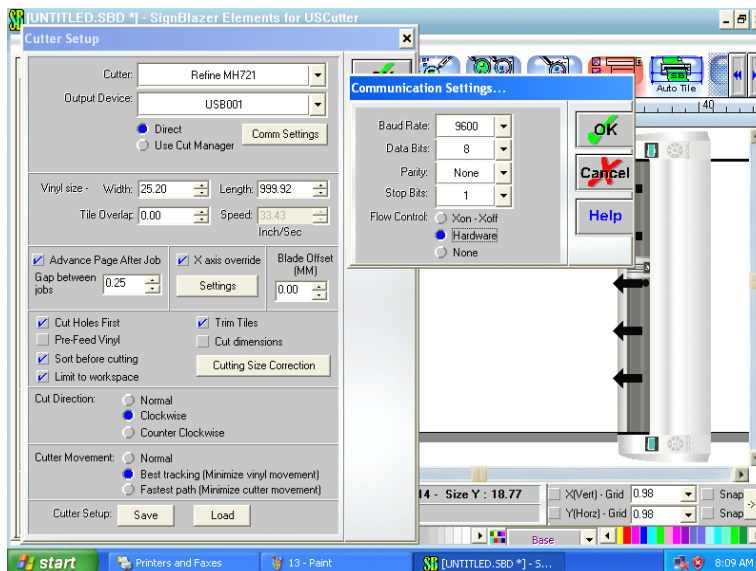 [UNTITLED.SBD *] - SignBlazer Elements for USCutter
Cutter Setup
Cutter: Refine MH721
Output Device: USB001
Direct
Use Cut Manager
Comm Settings
Vinyl size - Width: 25.20 Length: 999.92
Tile Overlap: 0.00 Speed: 33.43
Inch/Sec
Advance Page After Job
Gap between jobs 0.25
X axis override
Settings
Blade Offset
(MM)
0.00
Cut Holes First
Trim Tiles
Pre-Feed Vinyl
Cut dimensions
Sort before cutting
Cutting Size Correction
Limit to workspace
Cut Direction: Normal
Clockwise
Counter Clockwise
Cutter Movement: Normal
Best tracking (Minimize vinyl movement)
Fastest path (Minimize cutter movement)
Cutter Setup: Save Load
Auto Tile
40
Communication Settings...
Baud Rate: 9600
Data Bits: 8
Parity: None
Stop Bits: 1
Flow Control: Xon -Xoff
Hardware
None
OK
Cancel
Help
14 - Size Y : 18.77
X(Vert) - Grid 0.98 Snap
Y(Horz) - Grid 0.98 Snap
Base
start
Printers and Faxes
13 - Paint
[UNTITLED.SBD *] - S...
8:09 AM